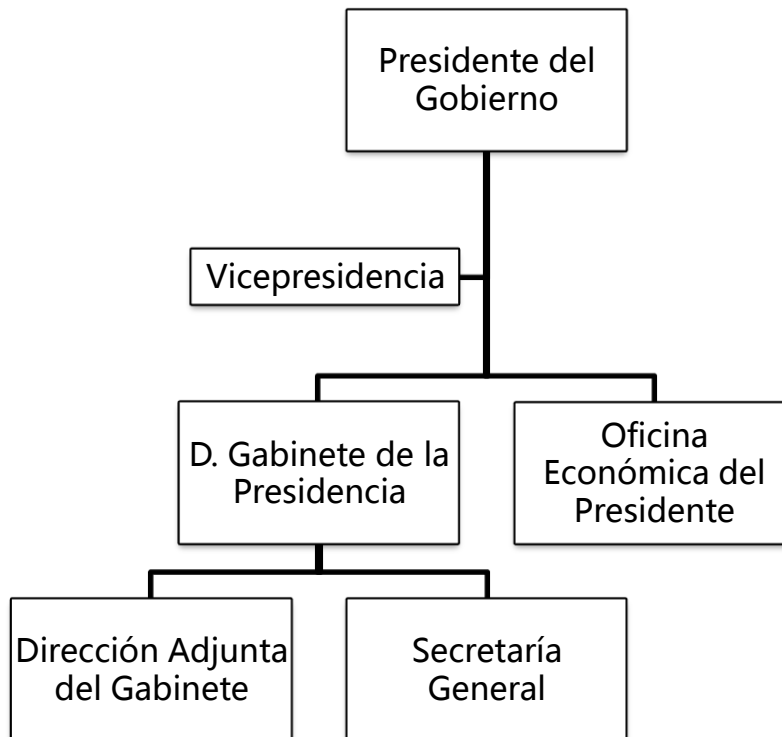 Presidente del
Gobierno
Vicepresidencia
D. Gabinete de la
Presidencia
Oficina
Económica del
Presidente
Dirección Adjunta
del Gabinete
Secretaría
General